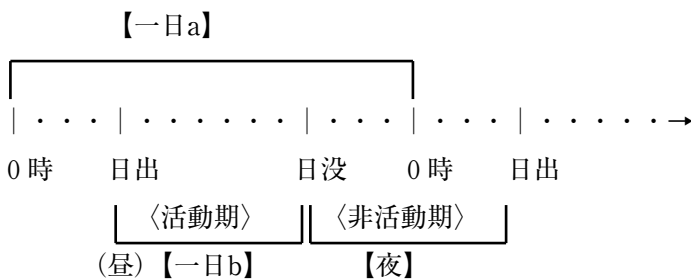 【一日a】
| ・・・ | ・・・・・・ | ・・・ | ・・・ | ・・・・・→
0時 日出 日没 0時 日出
〈活動期〉 〈非活動期〉
(昼)【一日b】 【夜】